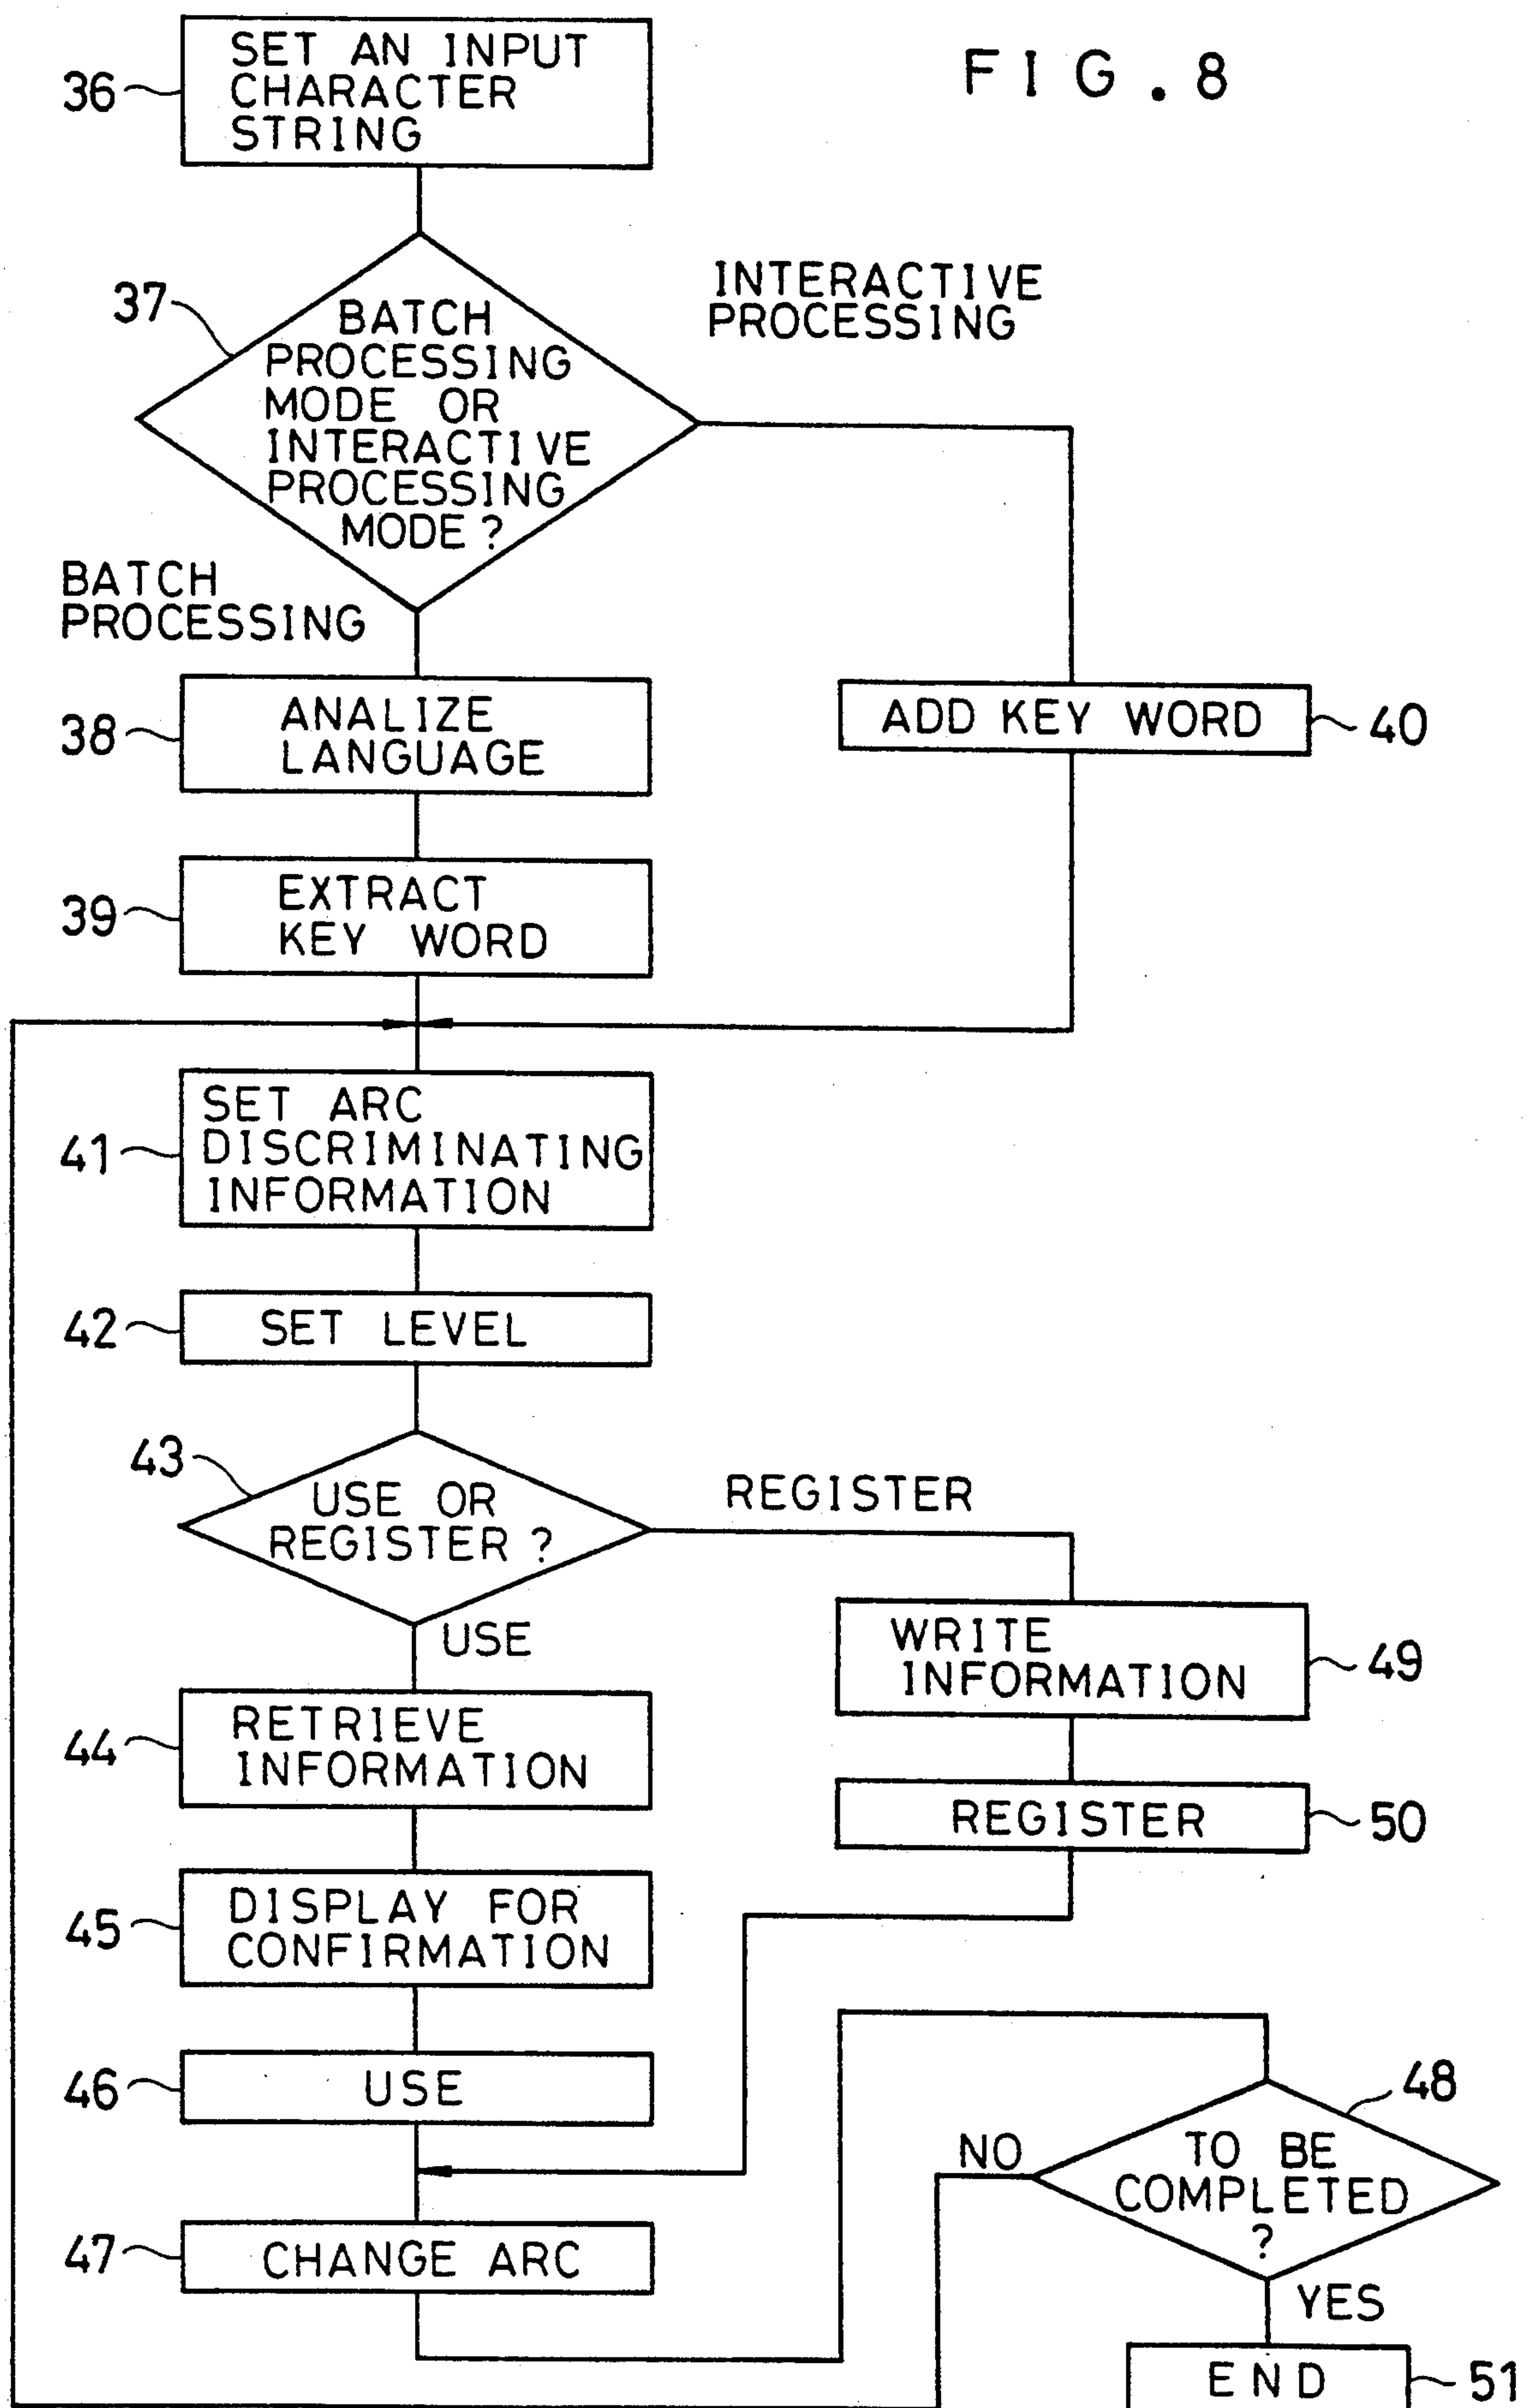 FIG. 8
SET AN INPUT
CHARACTER
STRING
36
37
BATCH
PROCESSING
MODE OR
INTERACTIVE
PROCESSING
MODE?
INTERACTIVE
PROCESSING
BATCH
PROCESSING
38
ANALIZE
LANGUAGE
ADD KEY WORD
40
39
EXTRACT
KEY WORD
41
SET ARC
DISCRIMINATING
INFORMATION
42
SET LEVEL
43
USE OR
REGISTER?
REGISTER
USE
WRITE
INFORMATION
49
44
RETRIEVE
INFORMATION
REGISTER
50
45
DISPLAY FOR
CONFIRMATION
46
USE
48
NO
TO BE
COMPLETED
?
47
CHANGE ARC
YES
END
51